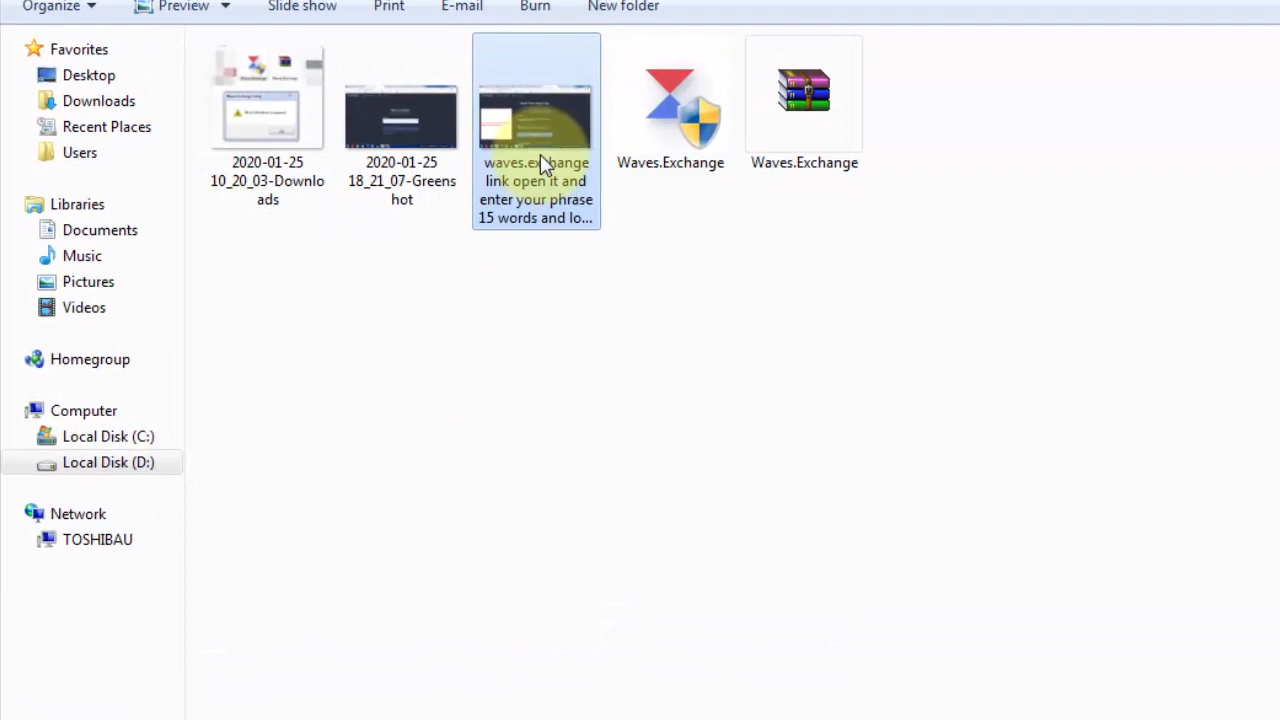 Organize
Preview
Slide show
Print
E-mail
Burn
New folder
Favorites
Desktop
Downloads
Recent Places
Users
Libraries
Documents
Music
Pictures
Videos
Homegroup
Computer
Local Disk (C:)
Local Disk (D:)
Network
TOSHIBAU
2020-01-25
10_20_03-Downlo
ads
2020-01-25
18_21_07-Greens
hot
waves.exchange
link open it and
enter your phrase
15 words and lo...
Waves.Exchange
Waves.Exchange